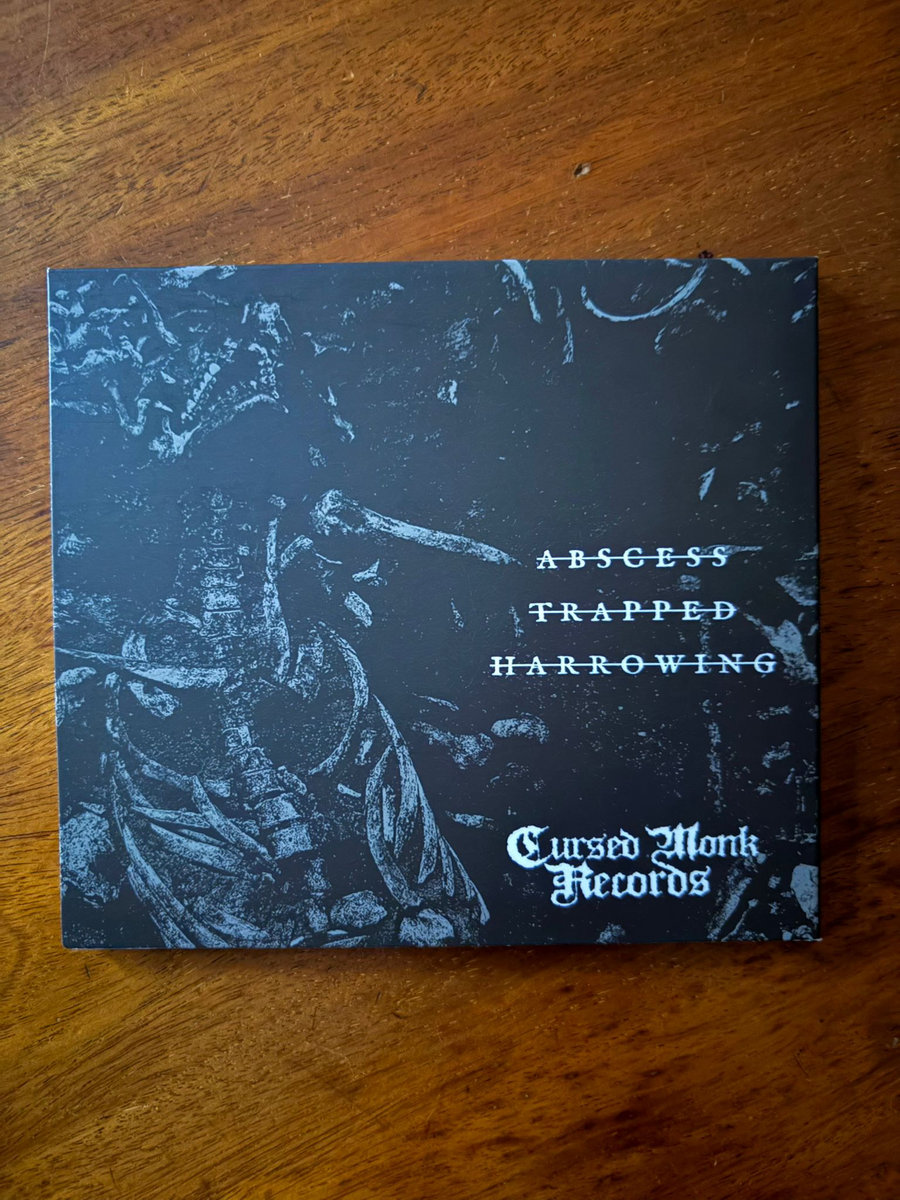 ABSCESS
TRAPPED
HARROWING
Cursed Monk
Records